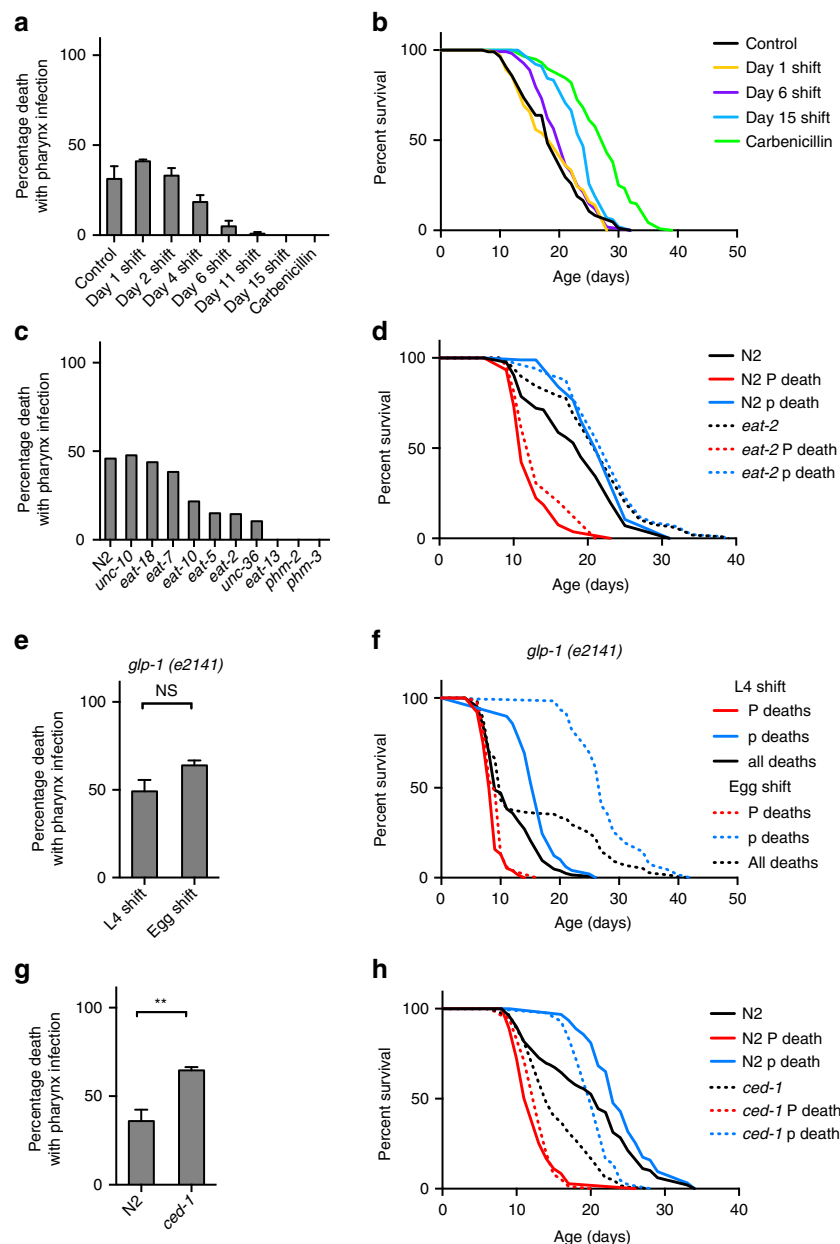 a
Percentage death
with pharynx infection
100
50
0
Control
Day 1 shift
Day 2 shift
Day 4 shift
Day 6 shift
Day 11 shift
Day 15 shift
Carbenicillin
b
Percent survival
100
50
0
0 10 20 30 40 50
Age (days)
Control
Day 1 shift
Day 6 shift
Day 15 shift
Carbenicillin
c
Percentage death
with pharynx infection
100
50
0
N2
unc-10
eat-18
eat-7
eat-10
eat-5
eat-2
unc-36
eat-13
phm-2
phm-3
d
Percent survival
100
50
0
0 10 20 30 40
Age (days)
N2
N2 P death
N2 p death
eat-2
eat-2 P death
eat-2 p death
e
glp-1 (e2141)
NS
Percentage death
with pharynx infection
100
50
0
L4 shift
Egg shift
f
glp-1 (e2141)
Percent survival
100
50
0
0 10 20 30 40 50
Age (days)
L4 shift
P deaths
p deaths
all deaths
Egg shift
P deaths
p deaths
All deaths
g
**
Percentage death
with pharynx infection
100
50
0
N2
ced-1
h
Percent survival
100
50
0
0 10 20 30 40
Age (days)
N2
N2 P death
N2 p death
ced-1
ced-1 P death
ced-1 p death